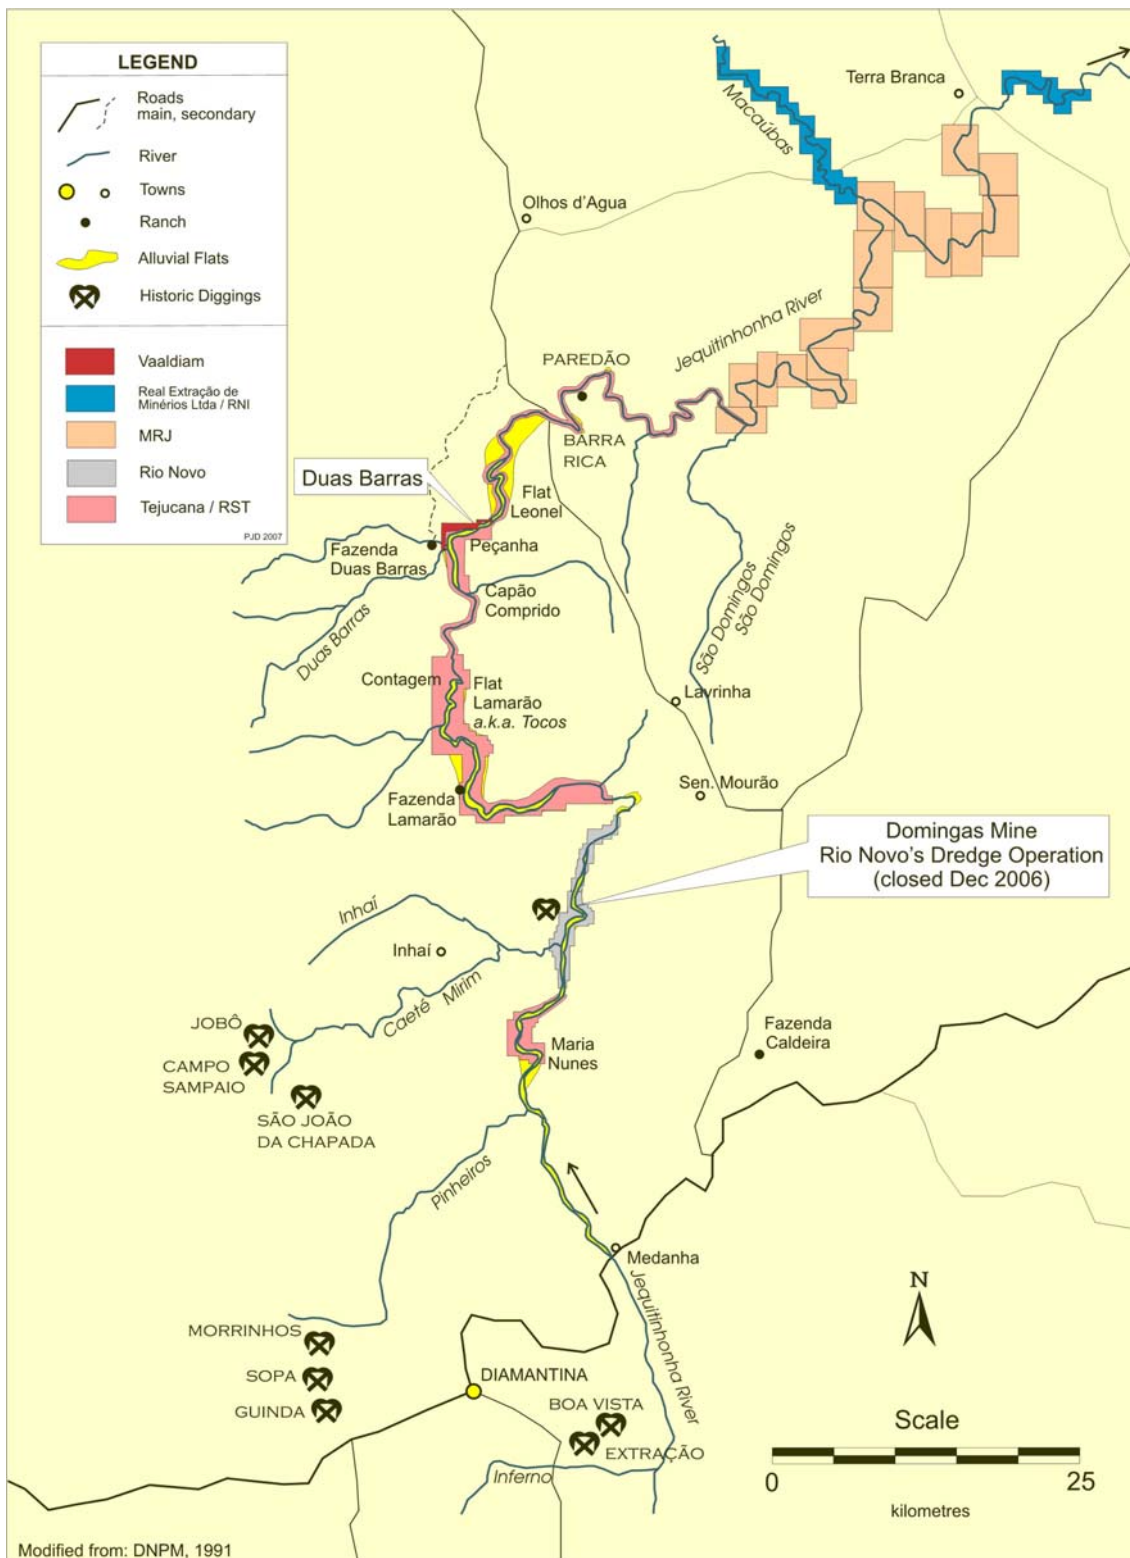 LEGEND
Roads
main, secondary
River
Towns
Ranch
Alluvial Flats
Historic Diggings
Vaaldiam
Real Extração de
Minérios Ltda / RNI
MRJ
Rio Novo
Tejucana / RST
PJD 2007
Terra Branca
Macaúbas
Olhos d'Agua
Jequitinhonha River
PAREDÃO
BARRA
RICA
Duas Barras
Flat
Leonel
Peçanha
Fazenda
Duas Barras
Capão
Comprido
Duas Barras
São Domingos
São Domingos
Contagem
Flat
Lamarão
a.k.a. Tocos
Lavrinha
Sen. Mourão
Fazenda
Lamarão
Domingas Mine
Rio Novo's Dredge Operation
(closed Dec 2006)
Inhaí
Inhaí
Caeté Mirim
JOBÔ
CAMPO
SAMPAIO
SÃO JOÃO
DA CHAPADA
Maria
Nunes
Fazenda
Caldeira
Pinheiros
Medanha
Jequitinhonha River
N
MORRINHOS
SOPA
GUINDA
DIAMANTINA
BOA VISTA
EXTRAÇÃO
Inferno
Scale
0 25
kilometres
Modified from: DNPM, 1991